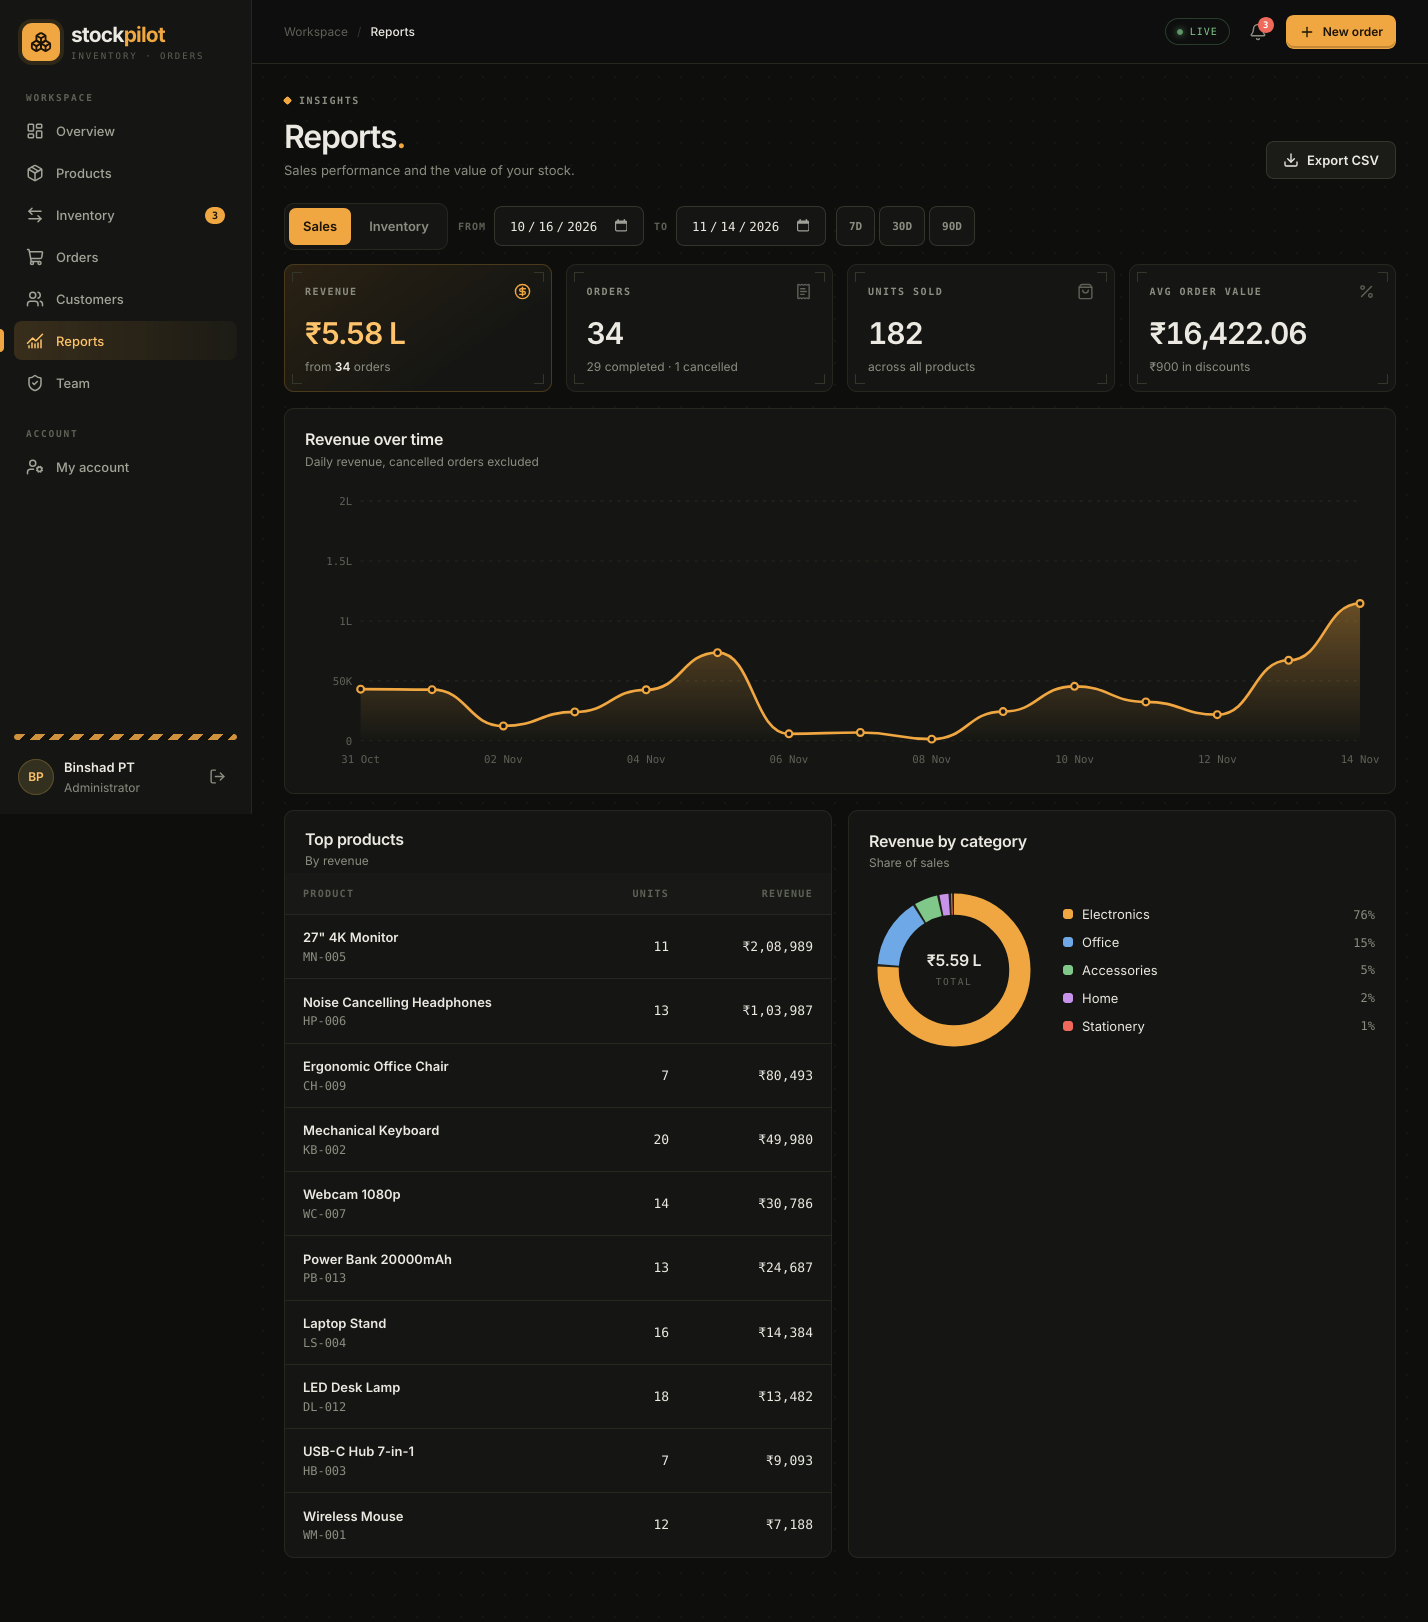 stockpilot
INVENTORY · ORDERS
WORKSPACE
Overview
Products
Inventory 3
Orders
Customers
Reports
Team
ACCOUNT
My account
BP
Binshad PT
Administrator
Workspace / Reports
LIVE
3
New order
INSIGHTS
Reports.
Sales performance and the value of your stock.
Export CSV
Sales Inventory FROM 10/16/2026 TO 11/14/2026 7D 30D 90D
REVENUE
₹5.58 L
from 34 orders
ORDERS
34
29 completed · 1 cancelled
UNITS SOLD
182
across all products
AVG ORDER VALUE
₹16,422.06
₹900 in discounts
Revenue over time
Daily revenue, cancelled orders excluded
2L
1.5L
1L
50K
0
31 Oct 02 Nov 04 Nov 06 Nov 08 Nov 10 Nov 12 Nov 14 Nov
Top products
By revenue
PRODUCT UNITS REVENUE
27" 4K Monitor
MN-005
11 ₹2,08,989
Noise Cancelling Headphones
HP-006
13 ₹1,03,987
Ergonomic Office Chair
CH-009
7 ₹80,493
Mechanical Keyboard
KB-002
20 ₹49,980
Webcam 1080p
WC-007
14 ₹30,786
Power Bank 20000mAh
PB-013
13 ₹24,687
Laptop Stand
LS-004
16 ₹14,384
LED Desk Lamp
DL-012
18 ₹13,482
USB-C Hub 7-in-1
HB-003
7 ₹9,093
Wireless Mouse
WM-001
12 ₹7,188
Revenue by category
Share of sales
₹5.59 L
TOTAL
Electronics 76%
Office 15%
Accessories 5%
Home 2%
Stationery 1%